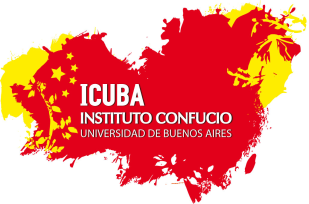 ICUBA
INSTITUTO CONFUCIO
UNIVERSIDAD DE BUENOS AIRES